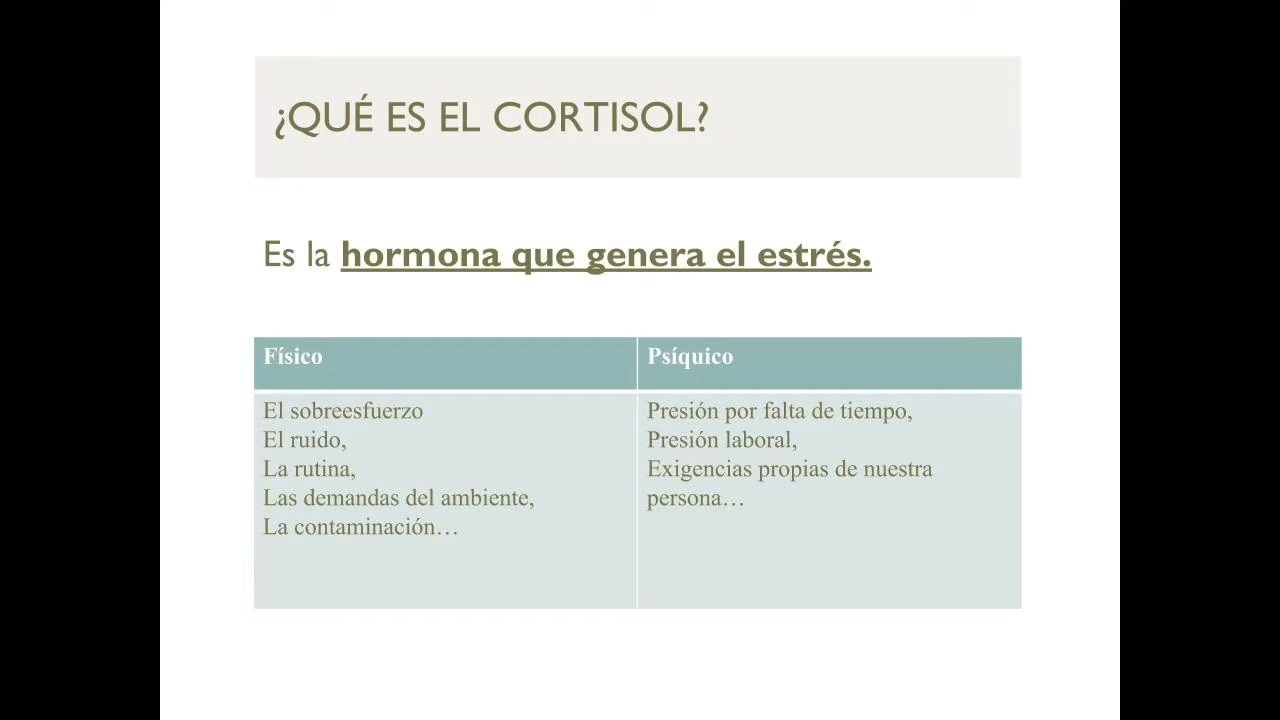 ¿QUÉ ES EL CORTISOL?
Es la hormona que genera el estrés.
Físico
Psíquico
El sobreesfuerzo
El ruido,
La rutina,
Las demandas del ambiente,
La contaminación…
Presión por falta de tiempo,
Presión laboral,
Exigencias propias de nuestra
persona…